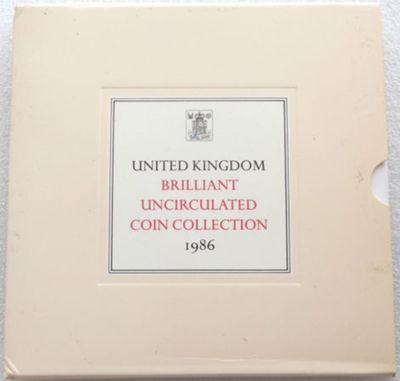 UNITED KINGDOM
BRILLIANT
UNCIRCULATED
COIN COLLECTION
1986